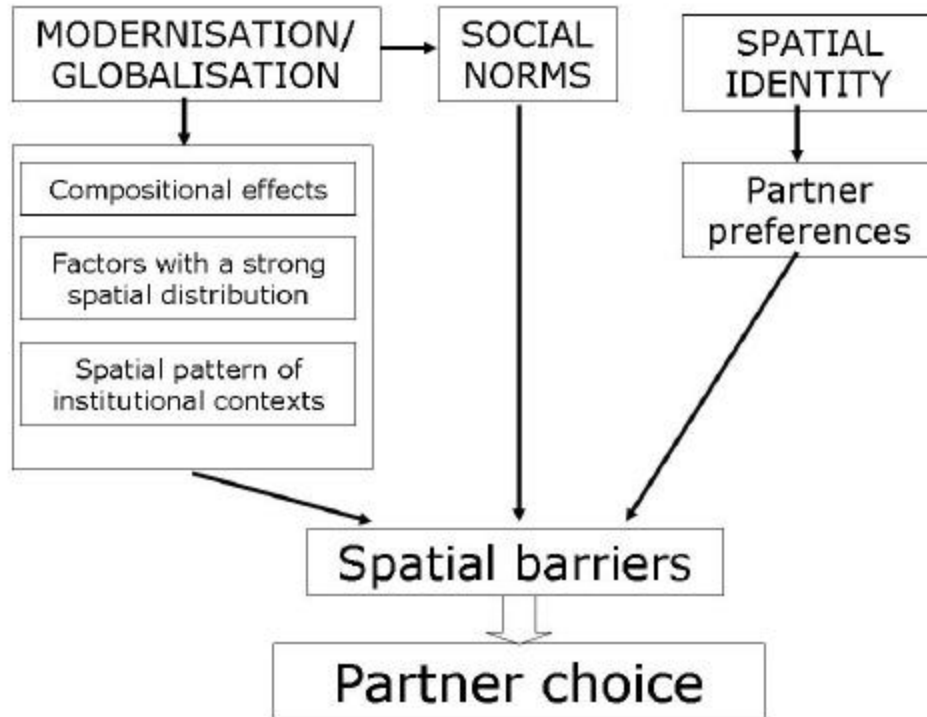 MODERNISATION/
GLOBALISATION
SOCIAL
NORMS
SPATIAL
IDENTITY
Compositional effects
Factors with a strong
spatial distribution
Spatial pattern of
institutional contexts
Partner
preferences
Spatial barriers
Partner choice